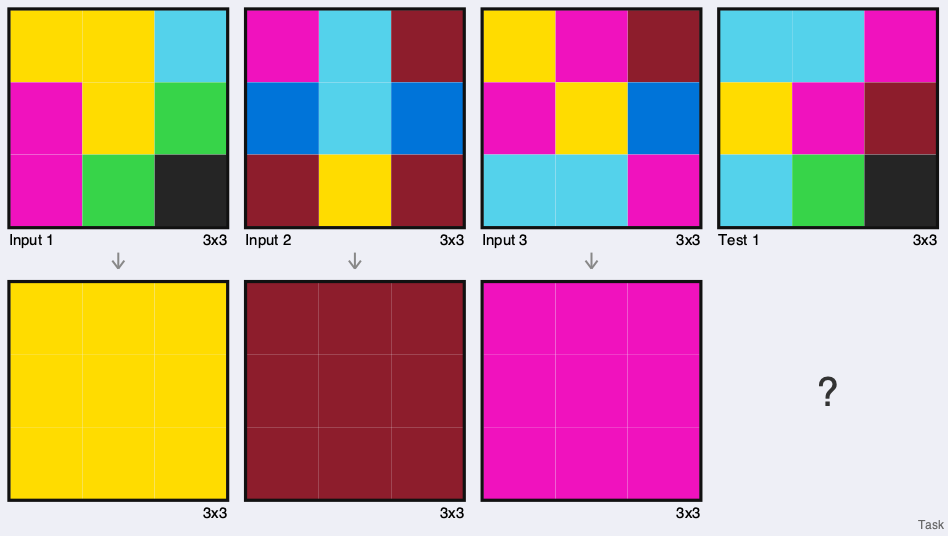 Input 1 3x3
Input 2 3x3
Input 3 3x3
Test 1 3x3
?
3x3
3x3
3x3
Task